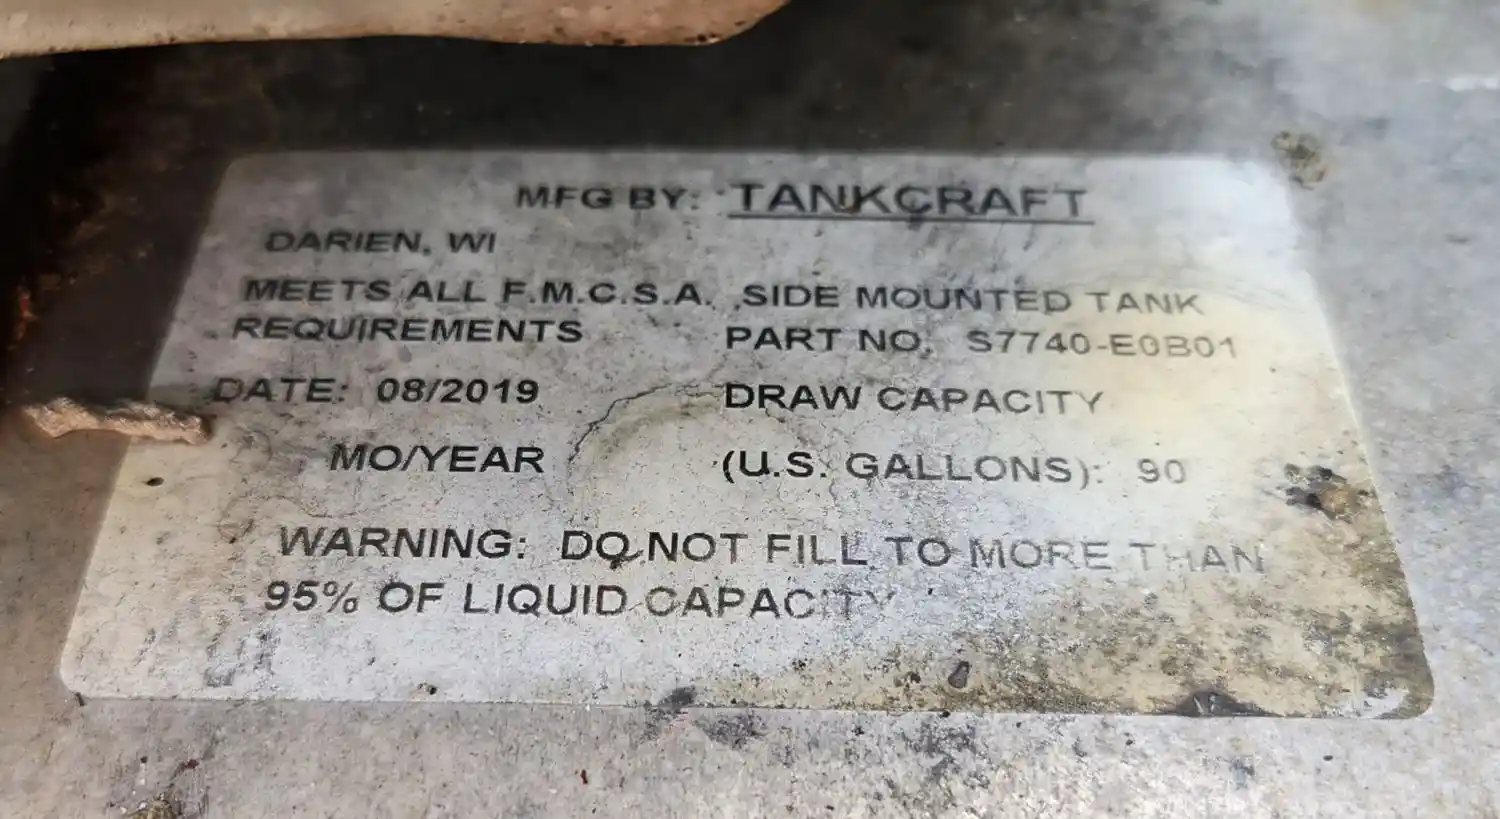 MFG BY: TANKCRAFT
DARIEN, WI
MEETS ALL F.M.C.S.A. SIDE MOUNTED TANK
REQUIREMENTS PART NO. S7740-E0B01
DATE: 08/2019 DRAW CAPACITY
MO/YEAR (U.S. GALLONS): 90
WARNING: DO NOT FILL TO MORE THAN
95% OF LIQUID CAPACITY